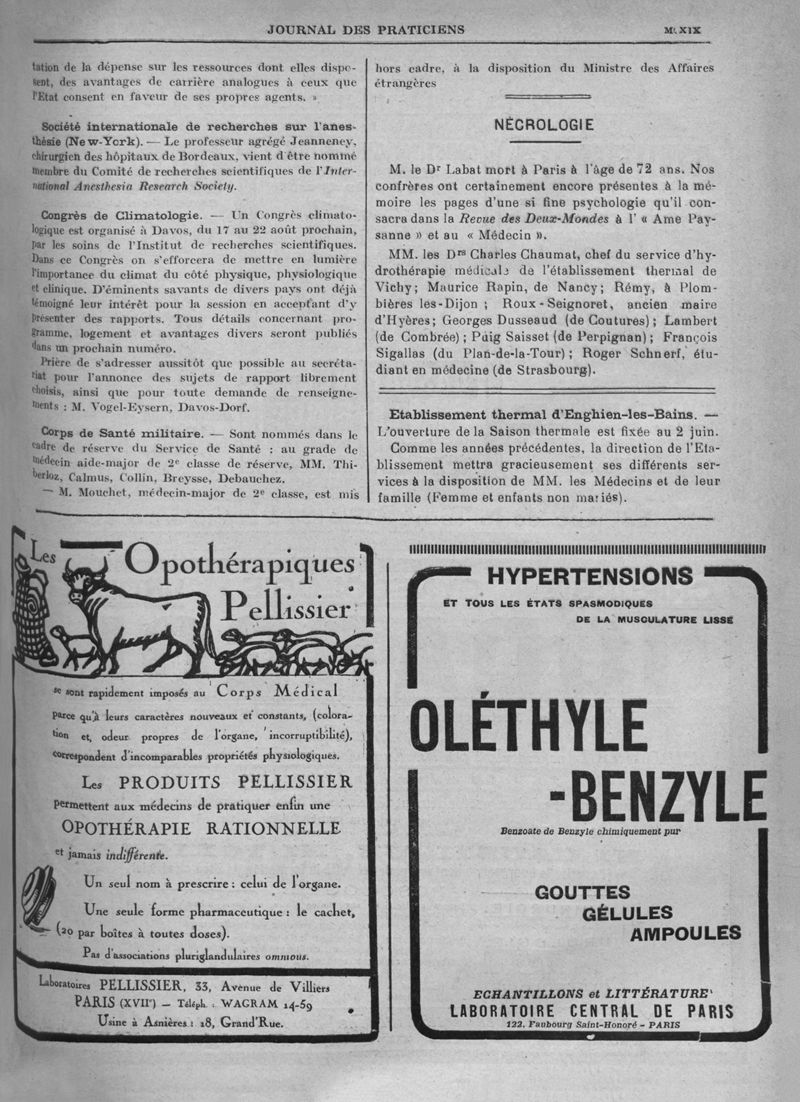 JOURNAL DES PRATICIENS
Mt. XIX
tation de la dépense sur les ressources dont elles dispo-
sent, des avantages de carrière analogues à ceux que
l'Etat consent en faveur de ses propres agents. »
Société internationale de recherches sur l'anes-
thésie (New-York). — Le professeur agrégé Jeanneney,
chirurgien des hôpitaux de Bordeaux, vient d'être nommé
membre du Comité de recherches scientifiques de l'Inter-
national Anesthesia Research Society.
Congrès de Climatologie. — Un Congrès climato-
logique est organisé à Davos, du 17 au 22 août prochain,
par les soins de l'Institut de recherches scientifiques.
Dans ce Congrès on s'efforcera de mettre en lumière
l'importance du climat du côté physique, physiologique
et clinique. D'éminents savants de divers pays ont déjà
témoigné leur intérêt pour la session en acceptant d'y
présenter des rapports. Tous détails concernant pro-
gramme, logement et avantages divers seront publiés
dans un prochain numéro.
Prière de s'adresser aussitôt que possible au secréta-
riat pour l'annonce des sujets de rapport librement
choisis, ainsi que pour toute demande de renseigne-
ments : M. Vogel-Eysern, Davos-Dorf.
Corps de Santé militaire. — Sont nommés dans le
cadre de réserve du Service de Santé : au grade de
médecin aide-major de 2e classe de réserve, MM. Thi-
berloz, Calmus, Collin, Breysse, Debauchez.
— M. Mouchet, médecin-major de 2e classe, est mis
hors cadre, à la disposition du Ministre des Affaires
étrangères
NÉCROLOGIE
M. le Dr Labat mort à Paris à l'âge de 72 ans. Nos
confrères ont certainement encore présentes à la mé-
moire les pages d'une si fine psychologie qu'il con-
sacra dans la Revue des Deux-Mondes à l' « Ame Pay-
sanne » et au « Médecin ».
MM. les Drs Charles Chaumat, chef du service d'hy-
drothérapie médicale de l'établissement thermal de
Vichy ; Maurice Rapin, de Nancy ; Rémy, à Plom-
bières les-Dijon ; Roux-Seignoret, ancien maire
d'Hyères ; Georges Dusseaud (de Coutures) ; Lambert
(de Combrée) ; Puig Saisset (de Perpignan) ; François
Sigallas (du Plan-de-la-Tour) ; Roger Schnerf, étu-
diant en médecine (de Strasbourg).
Etablissement thermal d'Enghien-les-Bains. —
L'ouverture de la Saison thermale est fixée au 2 juin.
Comme les années précédentes, la direction de l'Eta-
blissement mettra gracieusement ses différents ser-
vices à la disposition de MM. les Médecins et de leur
famille (Femme et enfants non mariés).
Les Opothérapiques
Pellissier
se sont rapidement imposés au Corps Médical
parce qu'à leurs caractères nouveaux et constants, (colora-
tion et, odeur propres de l'organe, incorruptibilité),
correspondent d'incomparables propriétés physiologiques.
Les PRODUITS PELLISSIER
permettent aux médecins de pratiquer enfin une
OPOTHÉRAPIE RATIONNELLE
et jamais indifférente.
Un seul nom à prescrire : celui de l'organe.
Une seule forme pharmaceutique : le cachet,
(20 par boîtes à toutes doses).
Pas d'associations pluriglandulaires omnibus.
Laboratoires PELLISSIER, 33, Avenue de Villiers
PARIS (XVIIe) — Téléph. : WAGRAM 14-59
Usine à Asnières : 18, Grand'Rue.
HYPERTENSIONS
ET TOUS LES ÉTATS SPASMODIQUES
DE LA MUSCULATURE LISSE
OLÉTHYLE
-BENZYLE
Benzoate de Benzyle chimiquement pur
GOUTTES
GÉLULES
AMPOULES
ECHANTILLONS et LITTÉRATURE
LABORATOIRE CENTRAL DE PARIS
122, Faubourg Saint-Honoré - PARIS